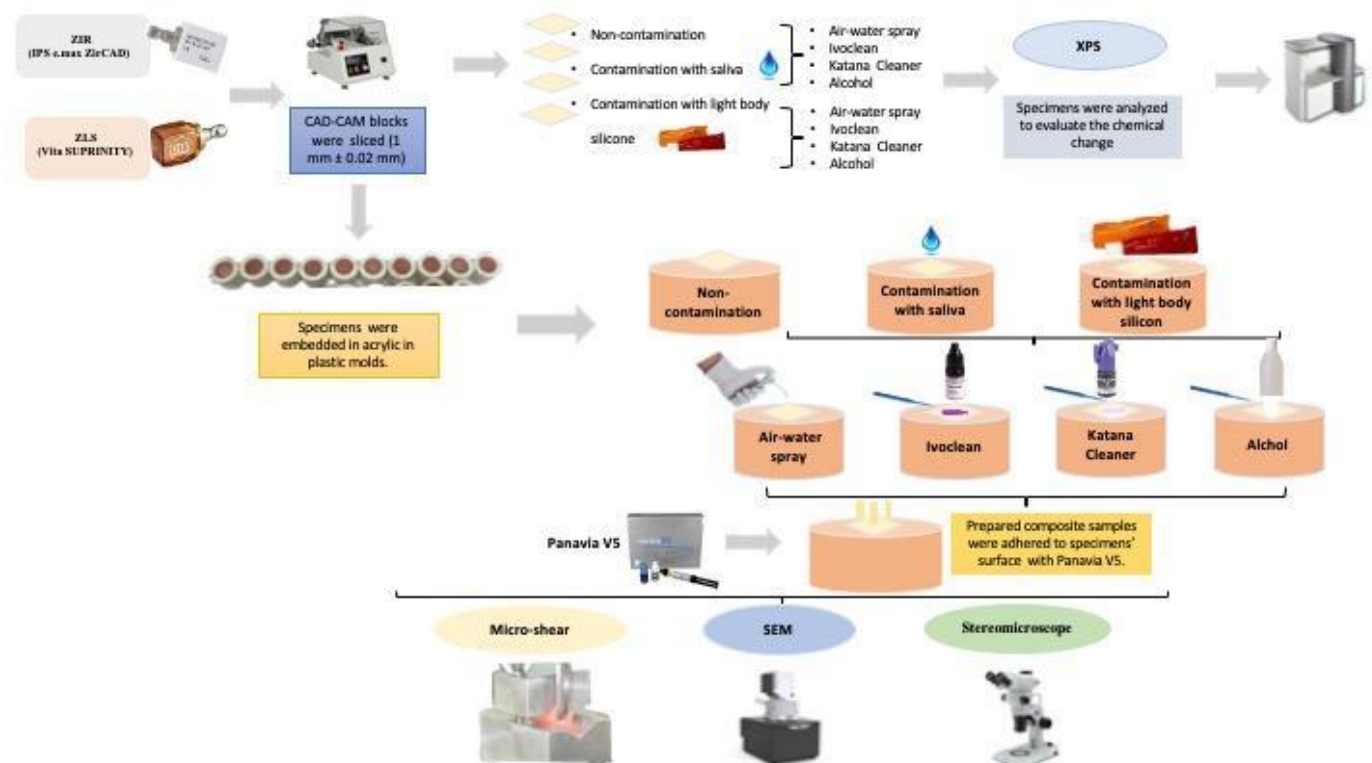 ZIR
(IPS e.max ZirCAD)
ZLS
(Vita SUPRINITY)
CAD-CAM blocks
were sliced (1
mm ± 0.02 mm)
• Non-contamination
• Contamination with saliva
• Contamination with light body
silicone
• Air-water spray
• Ivoclean
• Katana Cleaner
• Alcohol
• Air-water spray
• Ivoclean
• Katana Cleaner
• Alcohol
XPS
Specimens were analyzed
to evaluate the chemical
change
Specimens were
embedded in acrylic in
plastic molds.
Non-
contamination
Contamination
with saliva
Contamination
with light body
silicon
Air-water
spray
Ivoclean
Katana
Cleaner
Alchol
Panavia V5
Prepared composite samples
were adhered to specimens'
surface with Panavia V5.
Micro-shear
SEM
Stereomicroscope